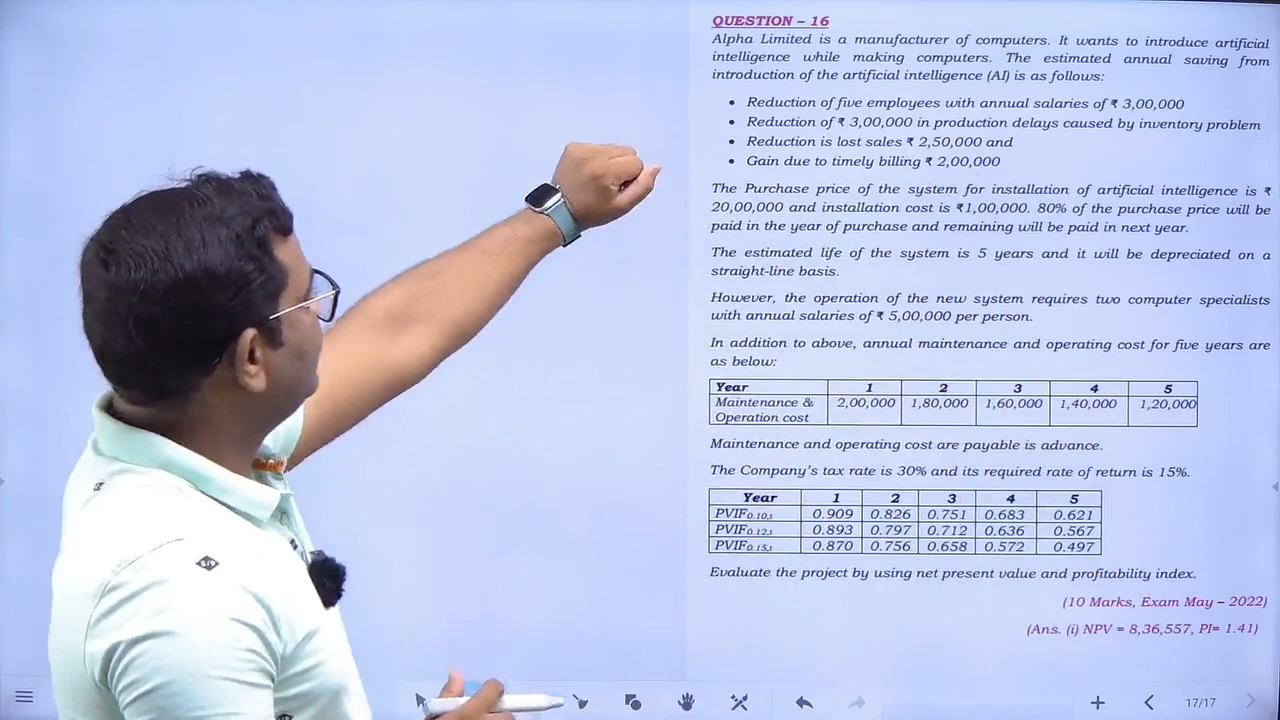 QUESTION – 16
Alpha Limited is a manufacturer of computers. It wants to introduce artificial
intelligence while making computers. The estimated annual saving from
introduction of the artificial intelligence (AI) is as follows:
• Reduction of five employees with annual salaries of ₹ 3,00,000
• Reduction of ₹ 3,00,000 in production delays caused by inventory problem
• Reduction is lost sales ₹ 2,50,000 and
• Gain due to timely billing ₹ 2,00,000
The Purchase price of the system for installation of artificial intelligence is ₹
20,00,000 and installation cost is ₹1,00,000. 80% of the purchase price will be
paid in the year of purchase and remaining will be paid in next year.
The estimated life of the system is 5 years and it will be depreciated on a
straight-line basis.
However, the operation of the new system requires two computer specialists
with annual salaries of ₹ 5,00,000 per person.
In addition to above, annual maintenance and operating cost for five years are
as below:
Year 1 2 3 4 5
Maintenance & 2,00,000 1,80,000 1,60,000 1,40,000 1,20,000
Operation cost
Maintenance and operating cost are payable is advance.
The Company's tax rate is 30% and its required rate of return is 15%.
Year 1 2 3 4 5
PVIF0.10,t 0.909 0.826 0.751 0.683 0.621
PVIF0.12,t 0.893 0.797 0.712 0.636 0.567
PVIF0.15,t 0.870 0.756 0.658 0.572 0.497
Evaluate the project by using net present value and profitability index.
(10 Marks, Exam May – 2022)
(Ans. (i) NPV = 8,36,557, PI= 1.41)
17/17